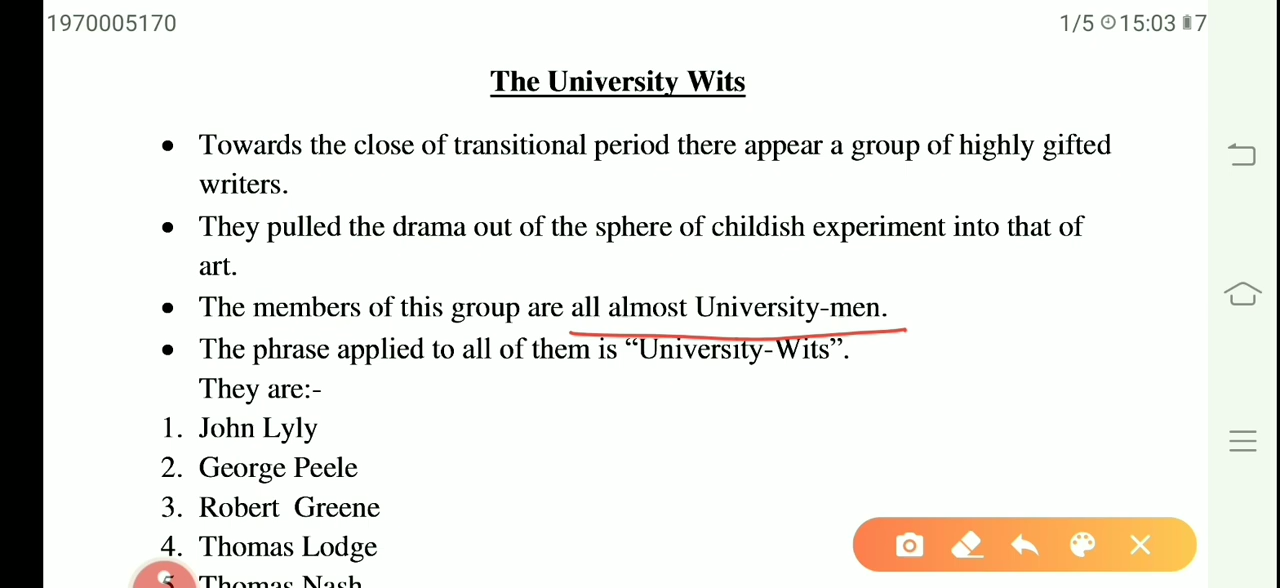 1970005170
1/5 15:03 7
The University Wits
• Towards the close of transitional period there appear a group of highly gifted
writers.
• They pulled the drama out of the sphere of childish experiment into that of
art.
• The members of this group are all almost University-men.
• The phrase applied to all of them is “University-Wits”.
They are:-
1. John Lyly
2. George Peele
3. Robert Greene
4. Thomas Lodge
5. Thomas Nash